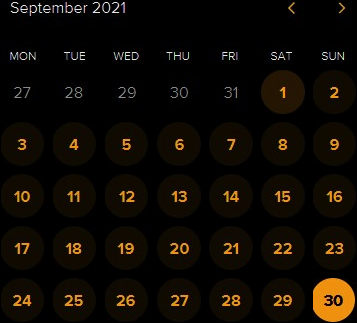 September 2021
MON TUE WED THU FRI SAT SUN
27 28 29 30 31 1 2
3 4 5 6 7 8 9
10 11 12 13 14 15 16
17 18 19 20 21 22 23
24 25 26 27 28 29 30